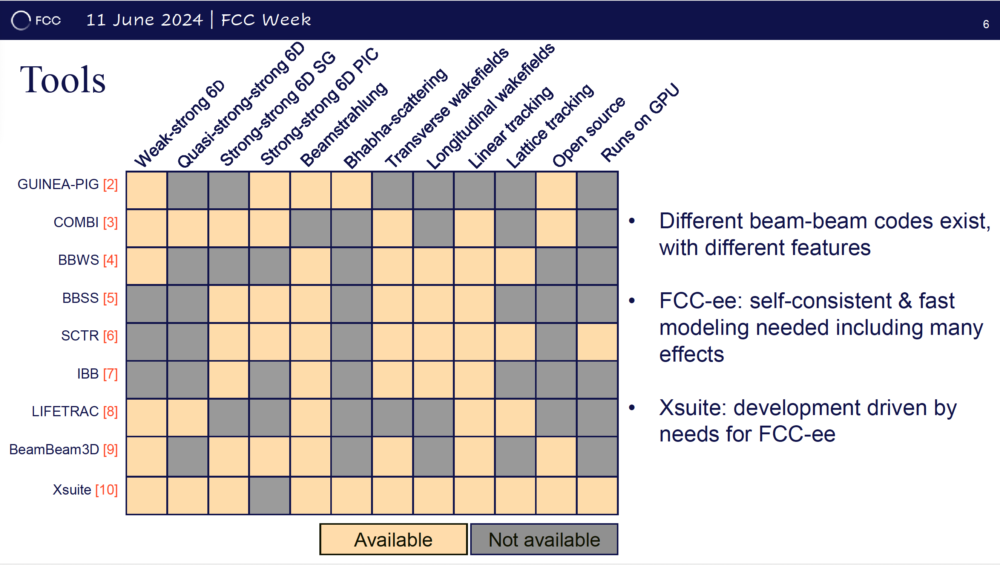 FCC
11 June 2024 | FCC Week
6
Tools
Weak-strong 6D
Quasi-strong-strong 6D
Strong-strong 6D SG
Strong-strong 6D PIC
Beamstrahlung
Bhabha-scattering
Transverse wakefields
Longitudinal wakefields
Linear tracking
Lattice tracking
Open source
Runs on GPU
GUINEA-PIG [2]
COMBI [3]
BBWS [4]
BBSS [5]
SCTR [6]
IBB [7]
LIFETRAC [8]
BeamBeam3D [9]
Xsuite [10]
• Different beam-beam codes exist,
with different features
• FCC-ee: self-consistent & fast
modeling needed including many
effects
• Xsuite: development driven by
needs for FCC-ee
Available
Not available